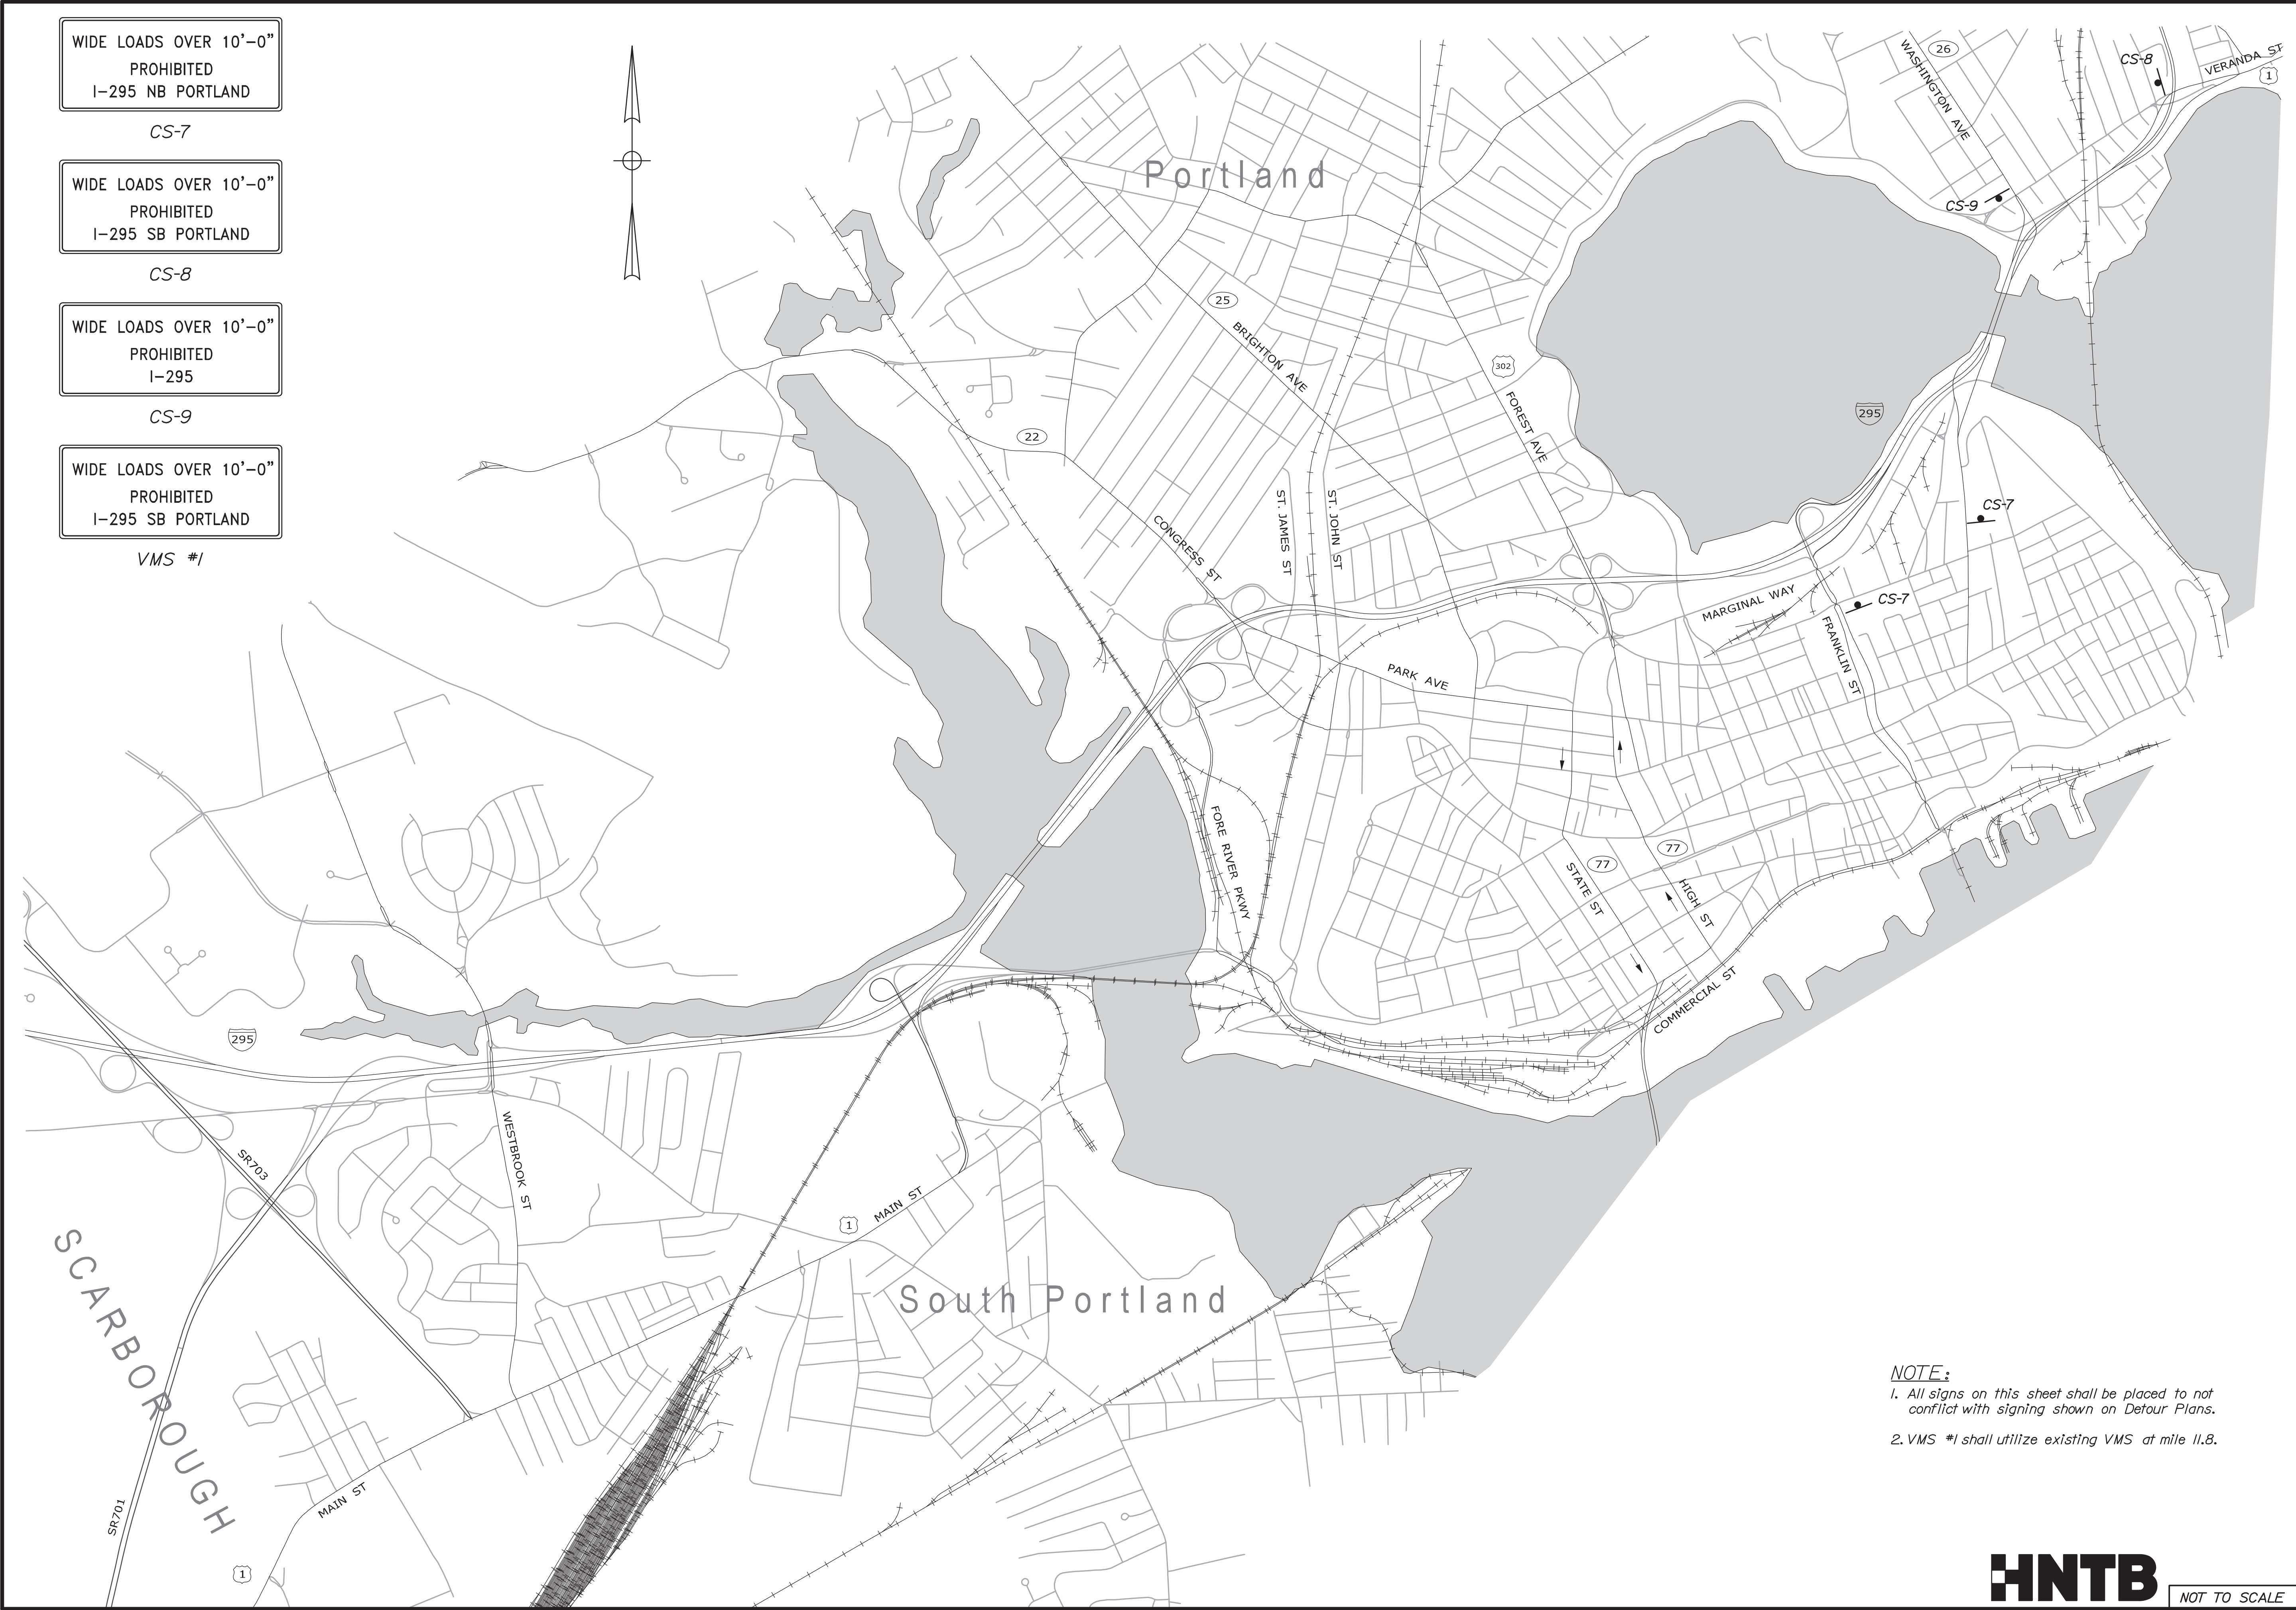 WIDE LOADS OVER 10'-0"
PROHIBITED
I-295 NB PORTLAND
CS-7
WIDE LOADS OVER 10'-0"
PROHIBITED
I-295 SB PORTLAND
CS-8
WIDE LOADS OVER 10'-0"
PROHIBITED
I-295
CS-9
WIDE LOADS OVER 10'-0"
PROHIBITED
I-295 SB PORTLAND
VMS #1
26
WASHINGTON AVE
CS-8
VERANDA ST
1
Portland
CS-9
25
BRIGHTON AVE
302
FOREST AVE
295
22
ST. JAMES ST
ST. JOHN ST
CONGRESS ST
CS-7
MARGINAL WAY
CS-7
FRANKLIN ST
PARK AVE
FORE RIVER PKWY
77
77
STATE ST
HIGH ST
COMMERCIAL ST
295
WESTBROOK ST
SR703
1
MAIN ST
SCARBOROUGH
South Portland
MAIN ST
SR701
1
NOTE:
1. All signs on this sheet shall be placed to not
conflict with signing shown on Detour Plans.
2. VMS #1 shall utilize existing VMS at mile 11.8.
HNTB
NOT TO SCALE